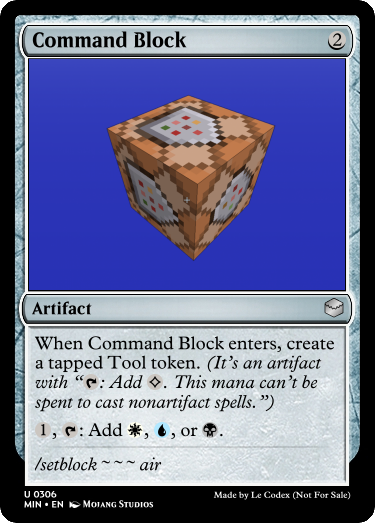 Command Block 2
Artifact
When Command Block enters, create
a tapped Tool token. (It's an artifact
with “: Add . This mana can't be
spent to cast nonartifact spells.”)
1, : Add , , or .
/setblock ~ ~ ~ air
U 0306
MIN • EN Mojang Studios
Made by Le Codex (Not For Sale)